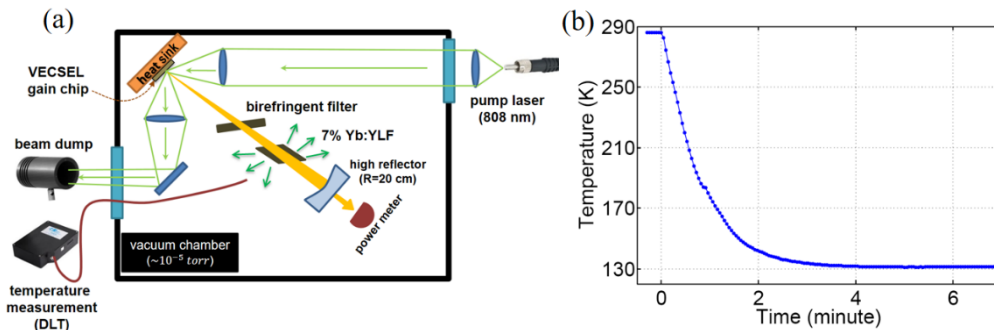 (a)
heat sink
VECSEL
gain chip
pump laser
(808 nm)
birefringent filter
7% Yb:YLF
high reflector
(R=20 cm)
power meter
beam dump
vacuum chamber
(~10⁻⁵ torr)
temperature
measurement
(DLT)
(b)
Temperature (K)
290
250
210
170
130
0
2
4
6
Time (minute)